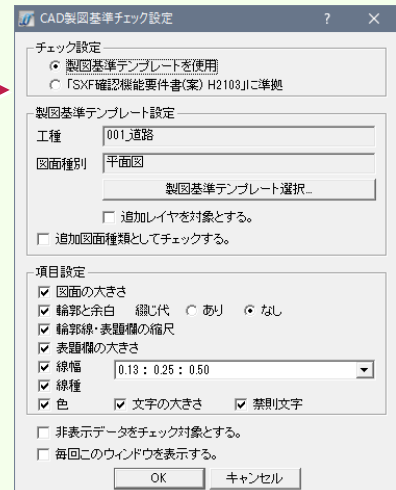 CAD製図基準チェック設定
チェック設定
製図基準テンプレートを使用
「SXF確認機能要件書(案) H2103」に準拠
製図基準テンプレート設定
工種 001_道路
図面種別 平面図
製図基準テンプレート選択...
追加レイヤを対象とする。
追加図面種類としてチェックする。
項目設定
図面の大きさ
輪郭と余白 綴じ代 あり なし
輪郭線・表題欄の縮尺
表題欄の大きさ
線幅 0.13 : 0.25 : 0.50
線種
色 文字の大きさ 禁則文字
非表示データをチェック対象とする。
毎回このウィンドウを表示する。
OK キャンセル